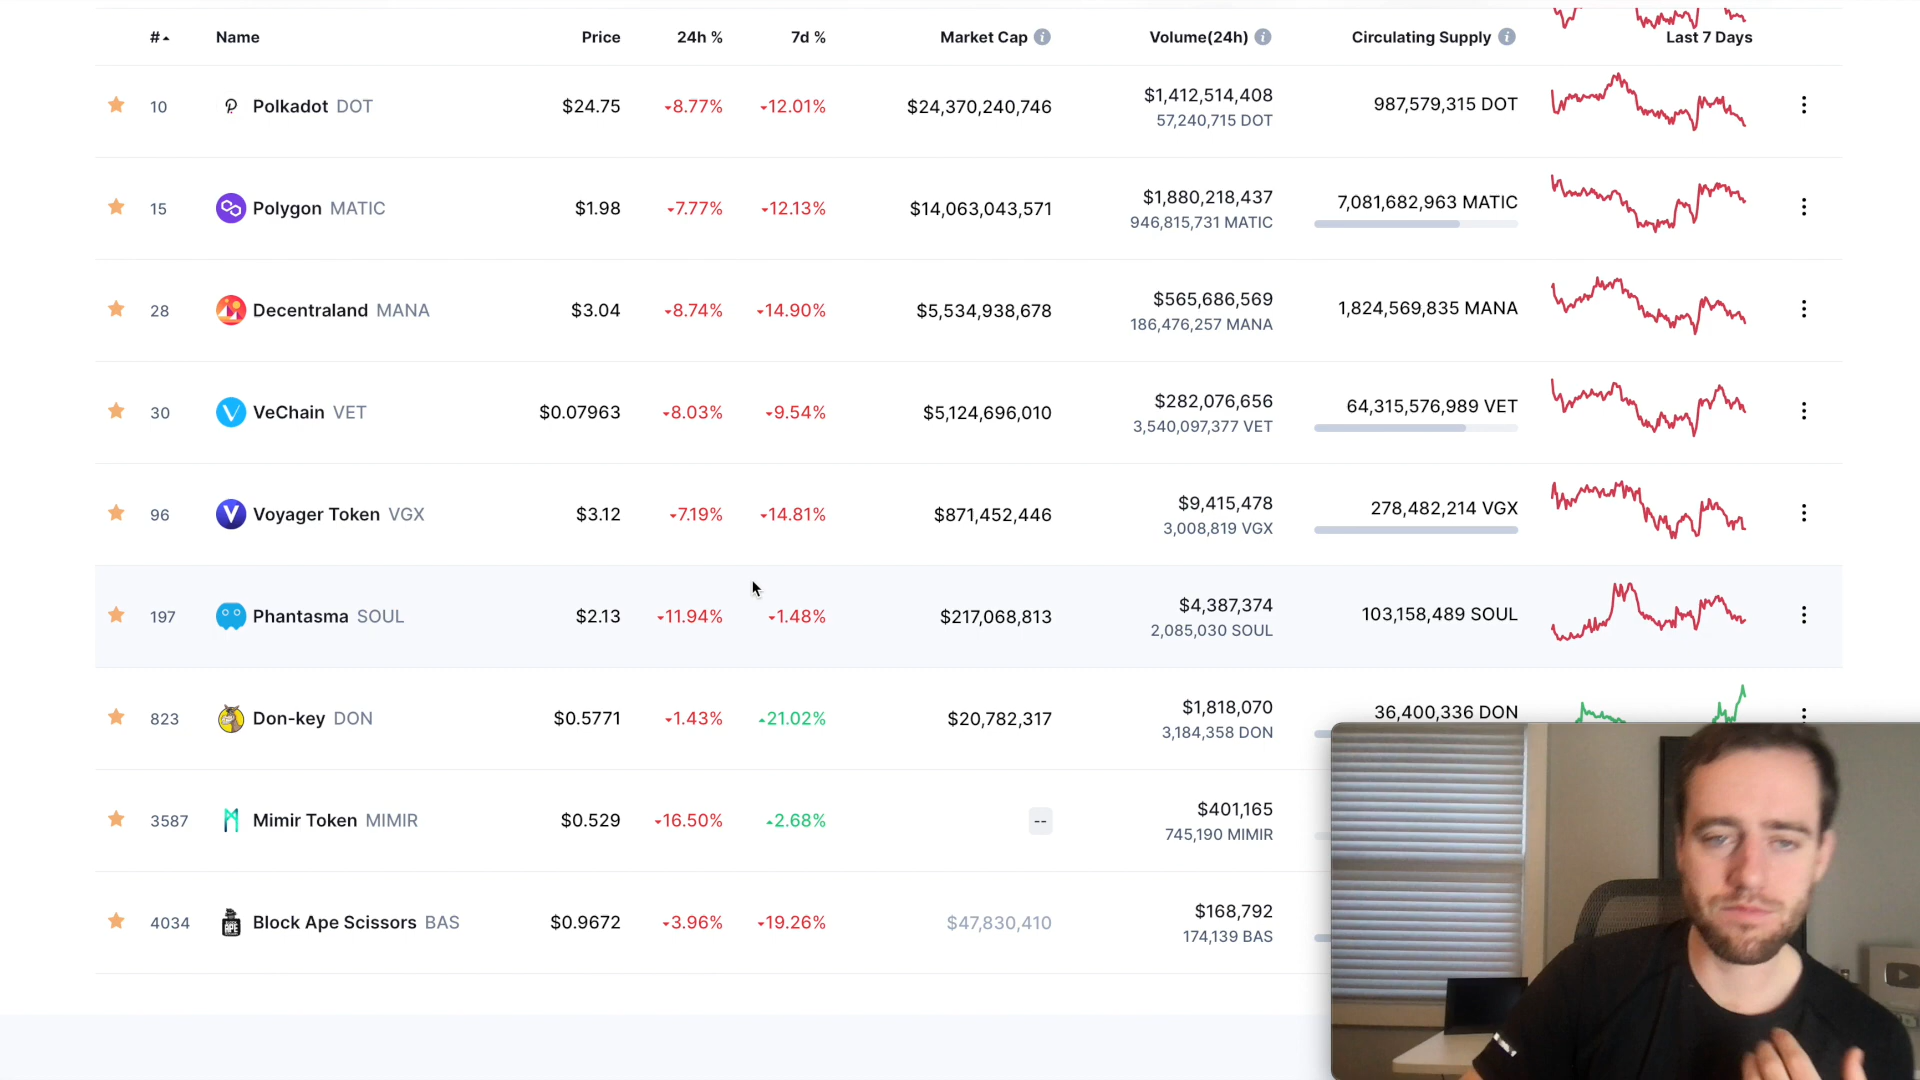 # Name Price 24h % 7d % Market Cap Volume(24h) Circulating Supply Last 7 Days
10 Polkadot DOT $24.75 8.77% 12.01% $24,370,240,746 $1,412,514,408 987,579,315 DOT
57,240,715 DOT
15 Polygon MATIC $1.98 7.77% 12.13% $14,063,043,571 $1,880,218,437 7,081,682,963 MATIC
946,815,731 MATIC
28 Decentraland MANA $3.04 8.74% 14.90% $5,534,938,678 $565,686,569 1,824,569,835 MANA
186,476,257 MANA
30 VeChain VET $0.07963 8.03% 9.54% $5,124,696,010 $282,076,656 64,315,576,989 VET
3,540,097,377 VET
96 Voyager Token VGX $3.12 7.19% 14.81% $871,452,446 $9,415,478 278,482,214 VGX
3,008,819 VGX
197 Phantasma SOUL $2.13 11.94% 1.48% $217,068,813 $4,387,374 103,158,489 SOUL
2,085,030 SOUL
823 Don-key DON $0.5771 1.43% 21.02% $20,782,317 $1,818,070 36,400,336 DON
3,184,358 DON
3587 Mimir Token MIMIR $0.529 16.50% 2.68% -- $401,165
745,190 MIMIR
4034 Block Ape Scissors BAS $0.9672 3.96% 19.26% $47,830,410 $168,792
174,139 BAS